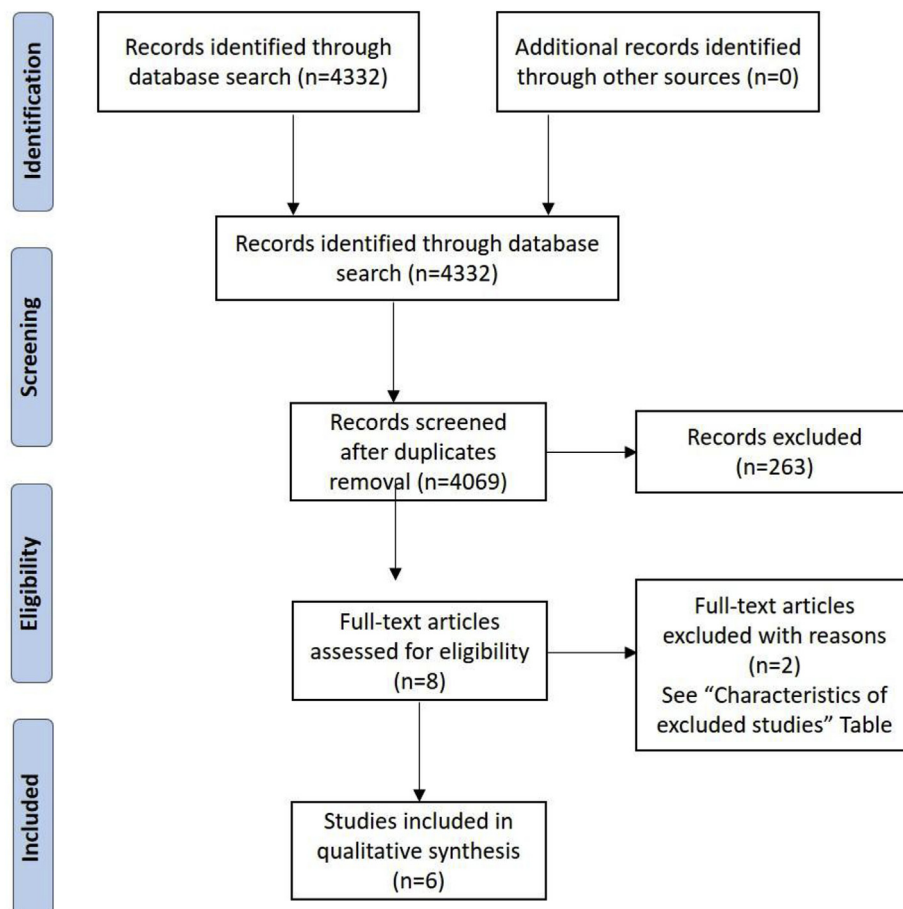 Identification
Records identified through
database search (n=4332)
Additional records identified
through other sources (n=0)
Screening
Records identified through database
search (n=4332)
Records screened
after duplicates
removal (n=4069)
Records excluded
(n=263)
Eligibility
Full-text articles
assessed for eligibility
(n=8)
Full-text articles
excluded with reasons
(n=2)
See “Characteristics of
excluded studies” Table
Included
Studies included in
qualitative synthesis
(n=6)